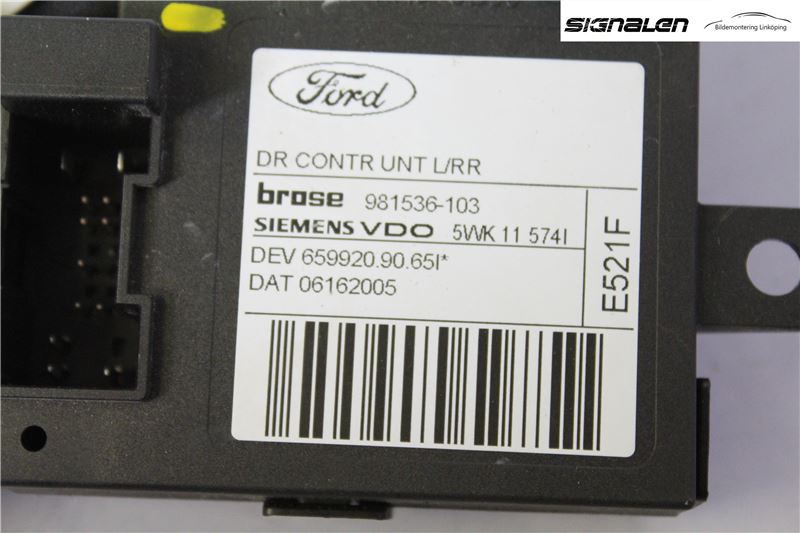 SIGNALEN
Bildemontering Linköping
Ford
DR CONTR UNT L/RR
brose 981536-103
SIEMENS VDO 5WK 11 574I
DEV 659920.90.65I*
DAT 06162005
E521F